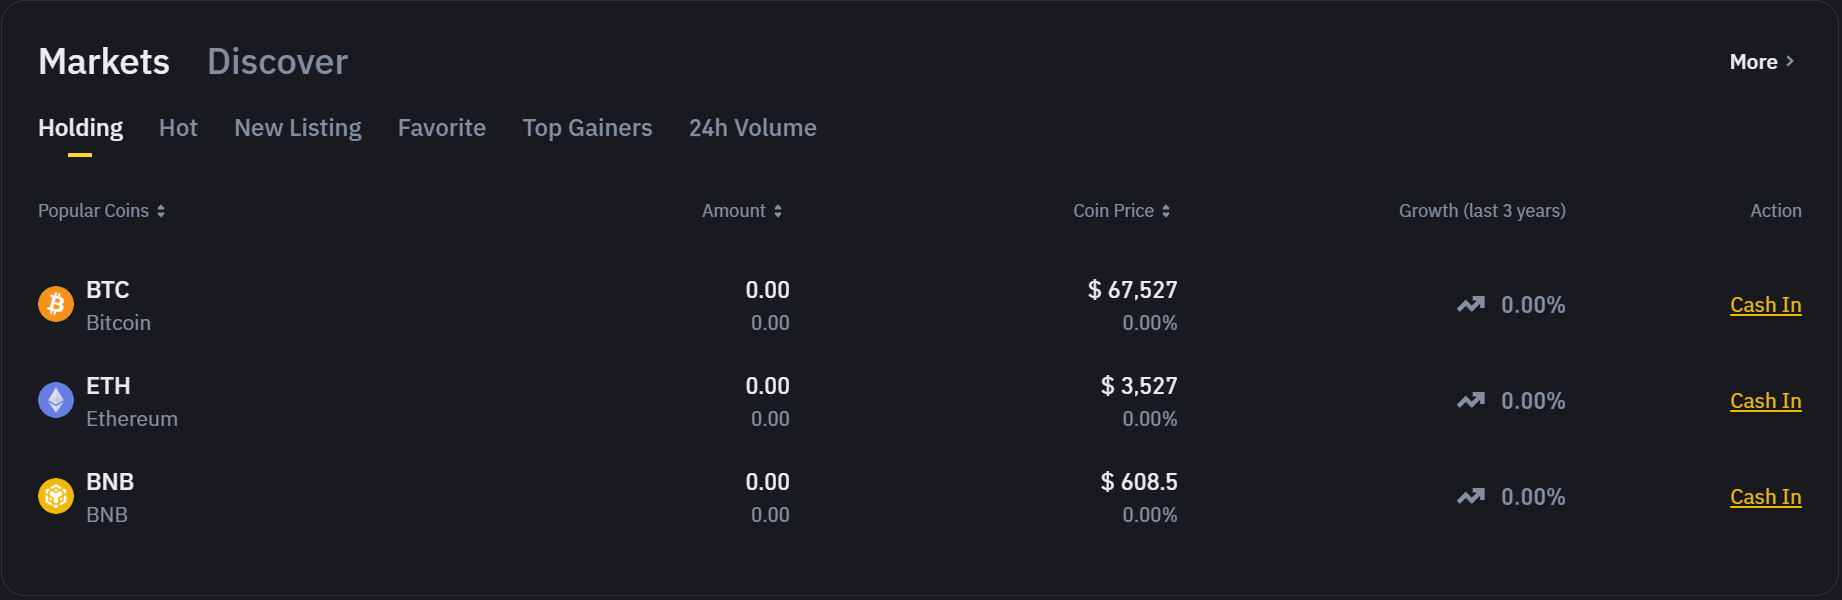 Markets Discover More
Holding Hot New Listing Favorite Top Gainers 24h Volume
Popular Coins Amount Coin Price Growth (last 3 years) Action
BTC 0.00 $ 67,527
Bitcoin 0.00 0.00% 0.00% Cash In
ETH 0.00 $ 3,527
Ethereum 0.00 0.00% 0.00% Cash In
BNB 0.00 $ 608.5
BNB 0.00 0.00% 0.00% Cash In